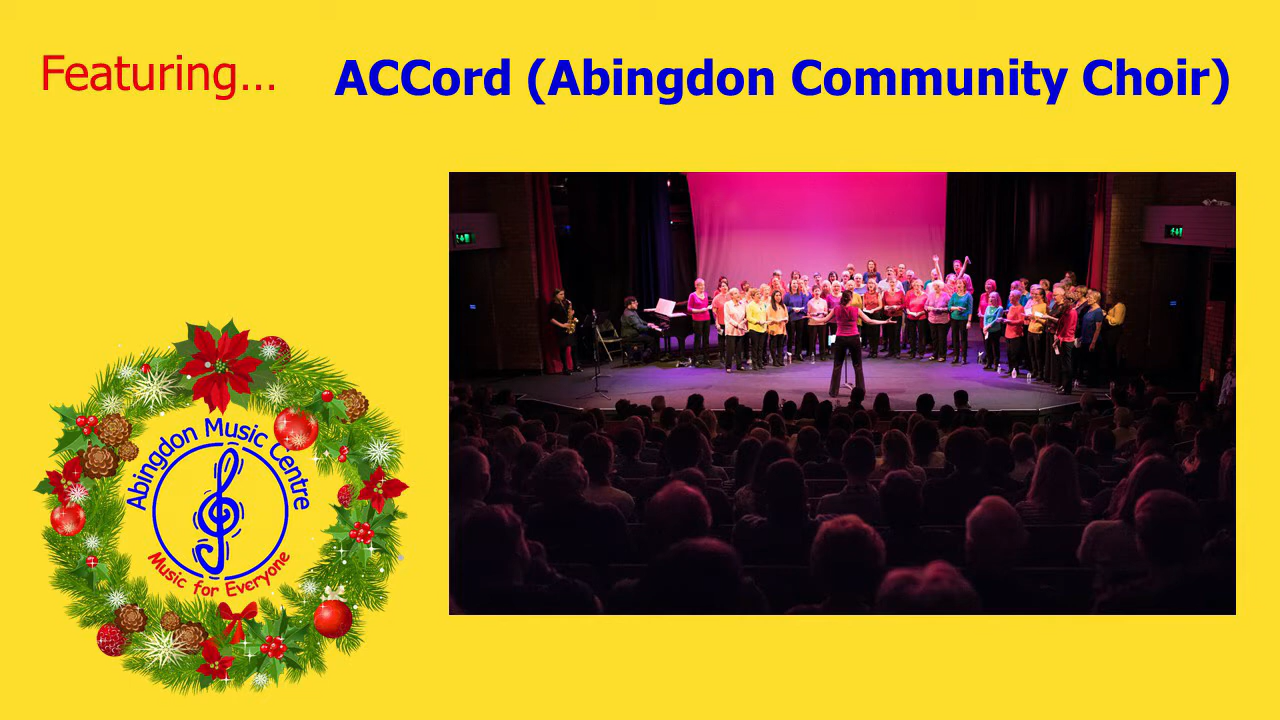 Featuring...
ACCord (Abingdon Community Choir)
Abingdon Music Centre
Music for Everyone